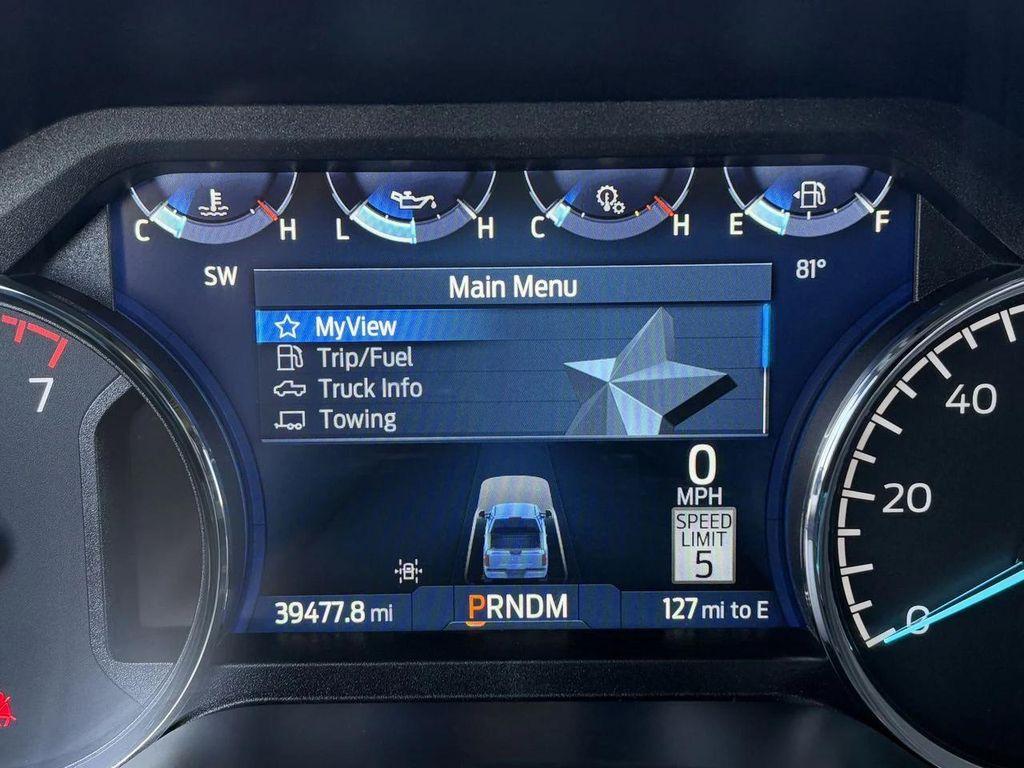 C H
L H
C H
E F
SW
81°
Main Menu
MyView
Trip/Fuel
Truck Info
Towing
7
0
MPH
SPEED
LIMIT
5
39477.8 mi
PRNDM
127 mi to E
40
20
0